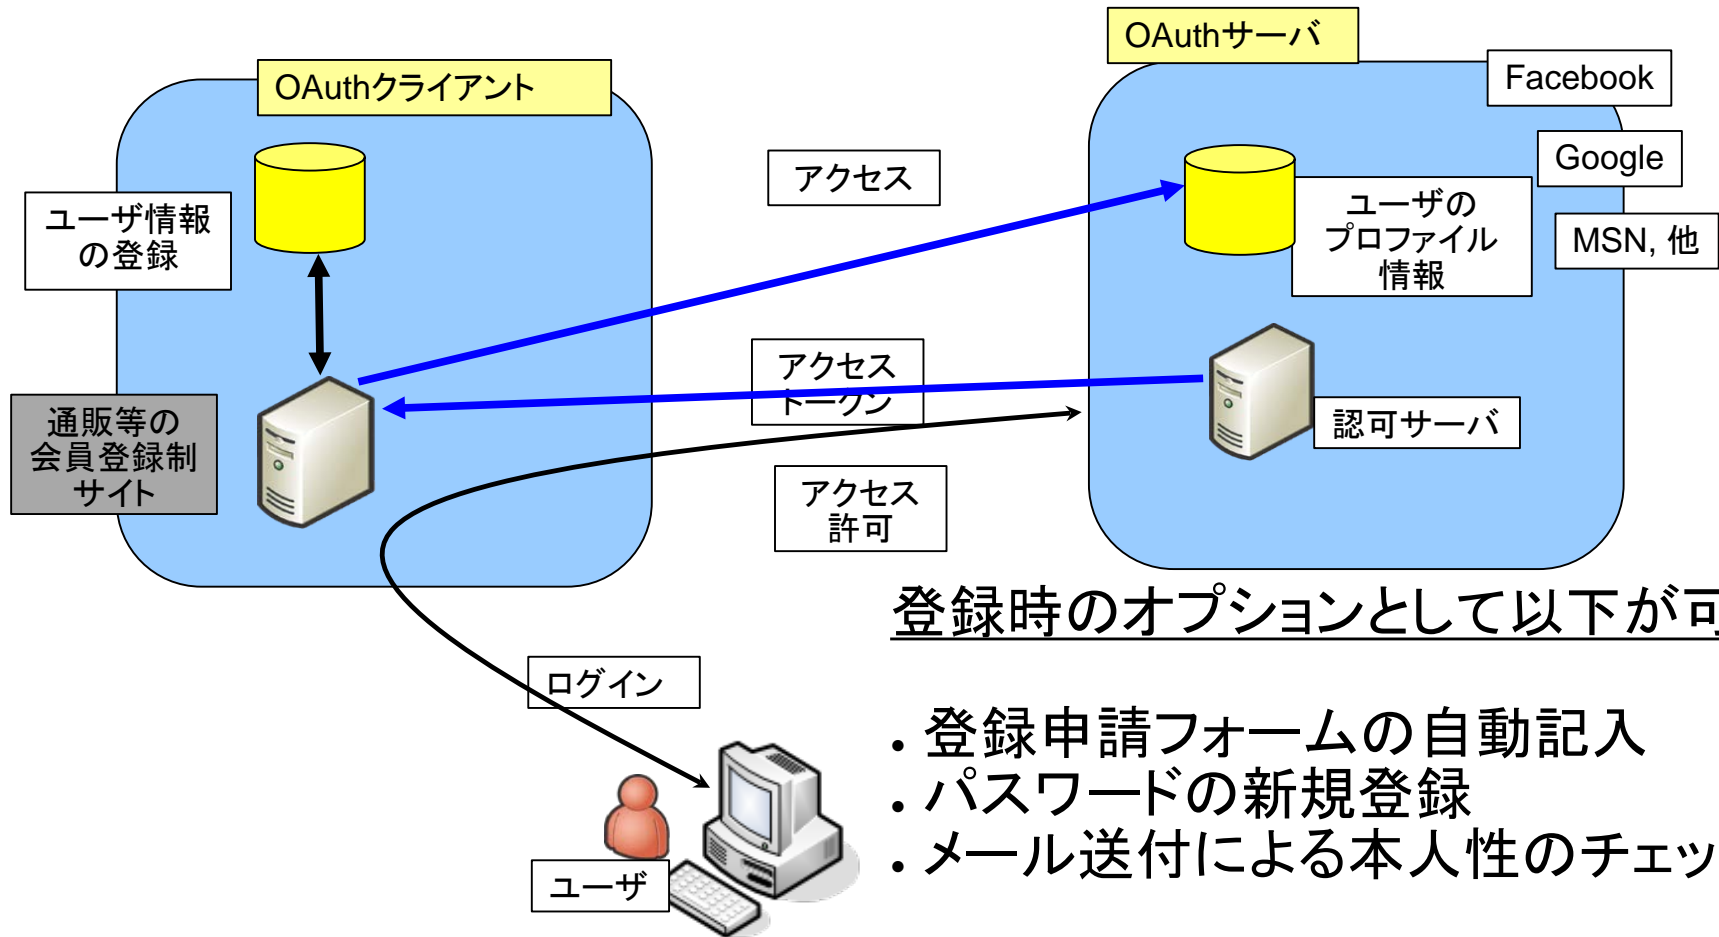 OAuthサーバ
OAuthクライアント
Facebook
Google
MSN, 他
アクセス
ユーザ情報
の登録
ユーザの
プロファイル
情報
アクセス
トークン
認可サーバ
通販等の
会員登録制
サイト
アクセス
許可
ログイン
ユーザ
登録時のオプションとして以下が可
. 登録申請フォームの自動記入
. パスワードの新規登録
. メール送付による本人性のチェッ